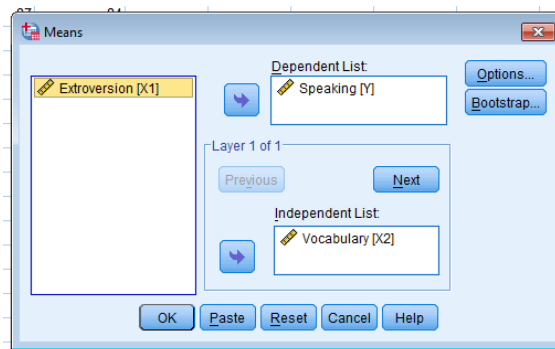 Means
Dependent List:
Extroversion [X1]
Speaking [Y]
Options...
Bootstrap...
Layer 1 of 1
Previous
Next
Independent List:
Vocabulary [X2]
OK
Paste
Reset
Cancel
Help